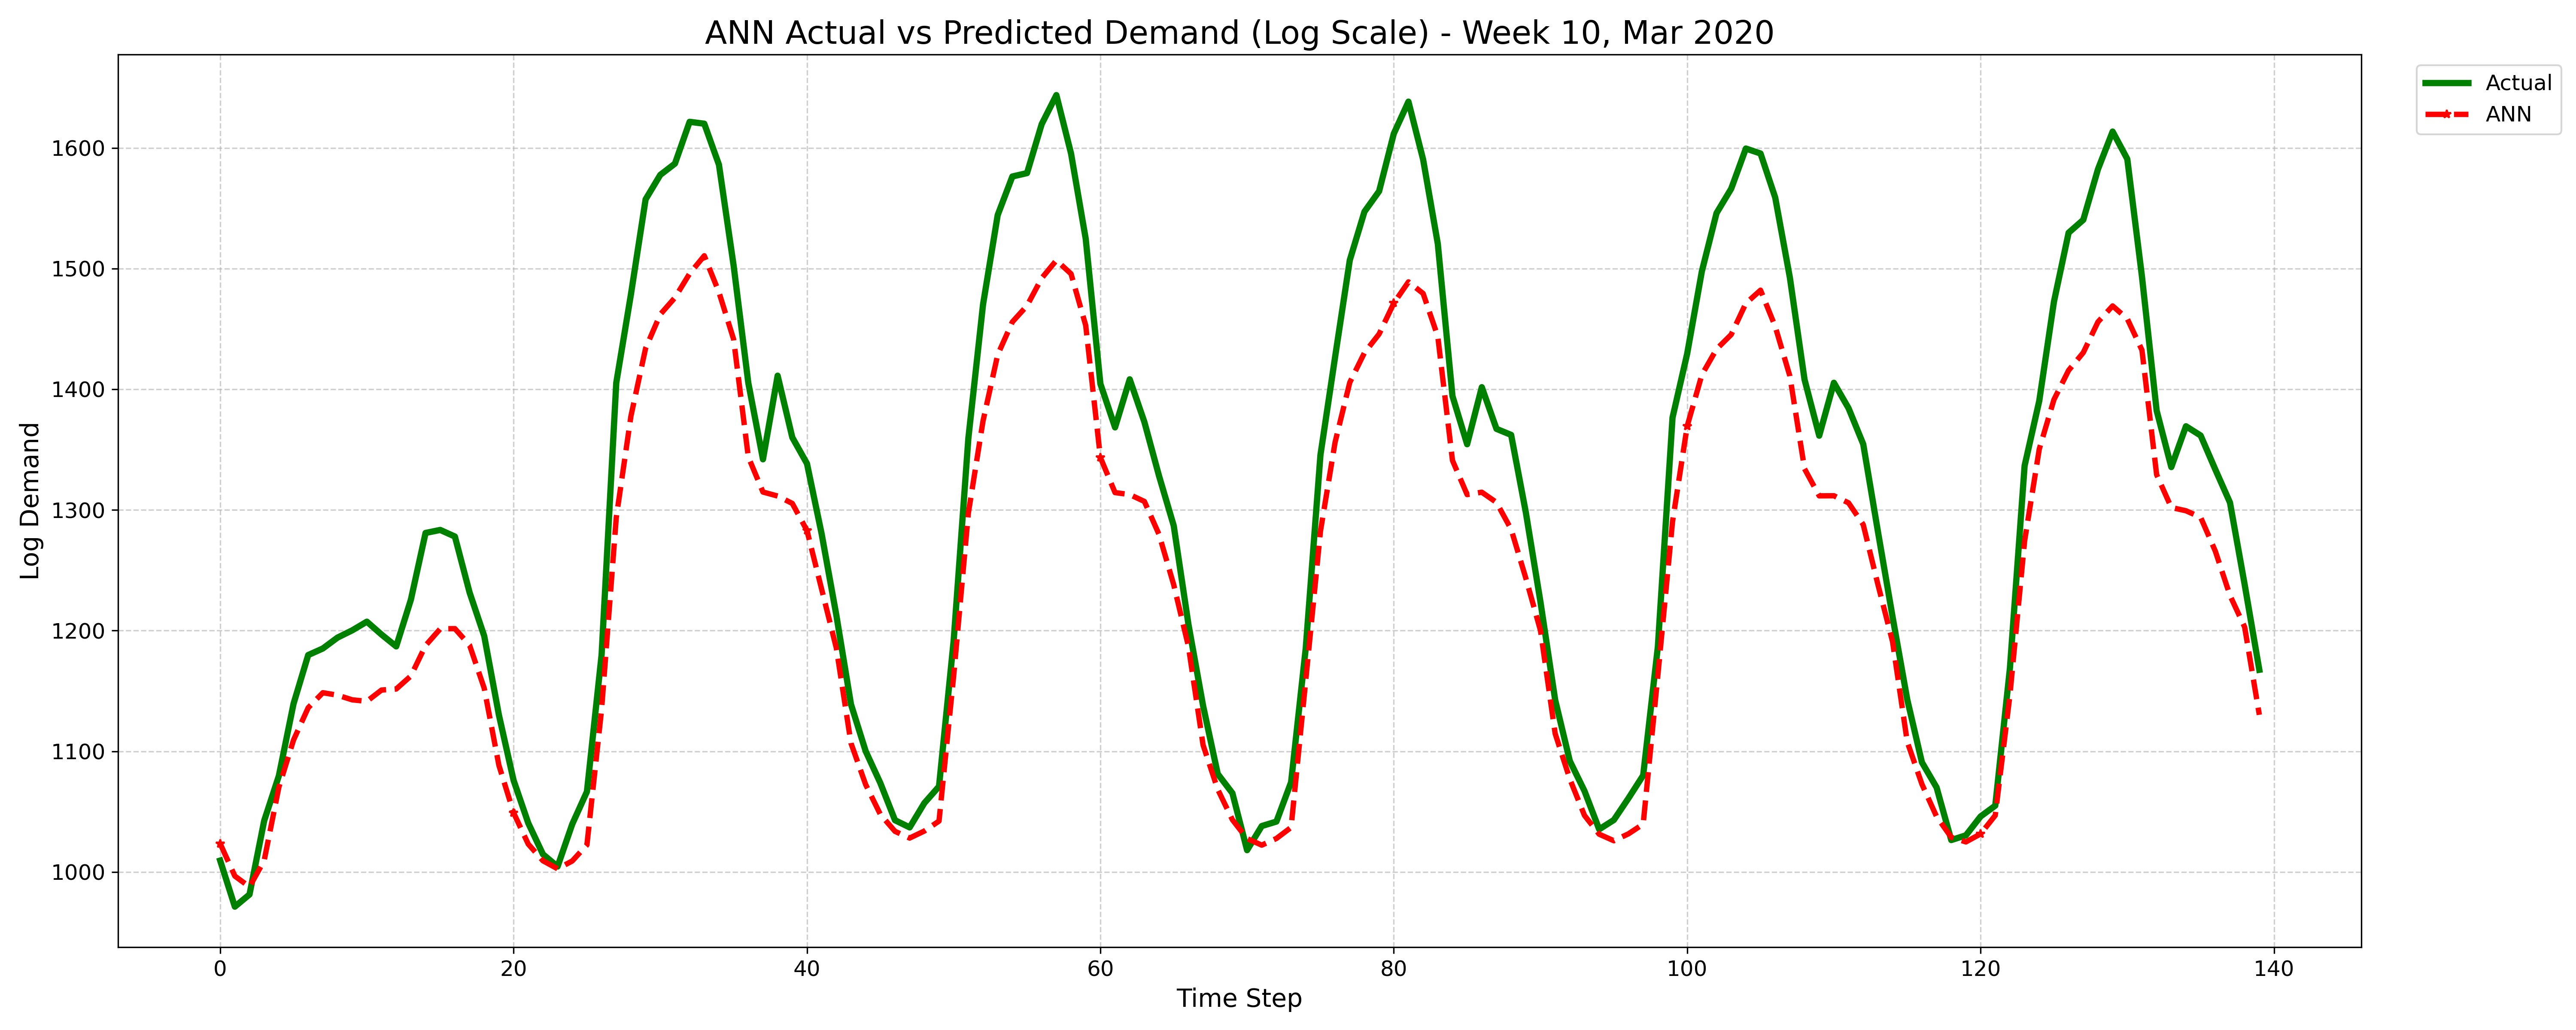 ANN Actual vs Predicted Demand (Log Scale) - Week 10, Mar 2020
Actual
ANN
1600
1500
1400
1300
1200
1100
1000
Log Demand
0 20 40 60 80 100 120 140
Time Step